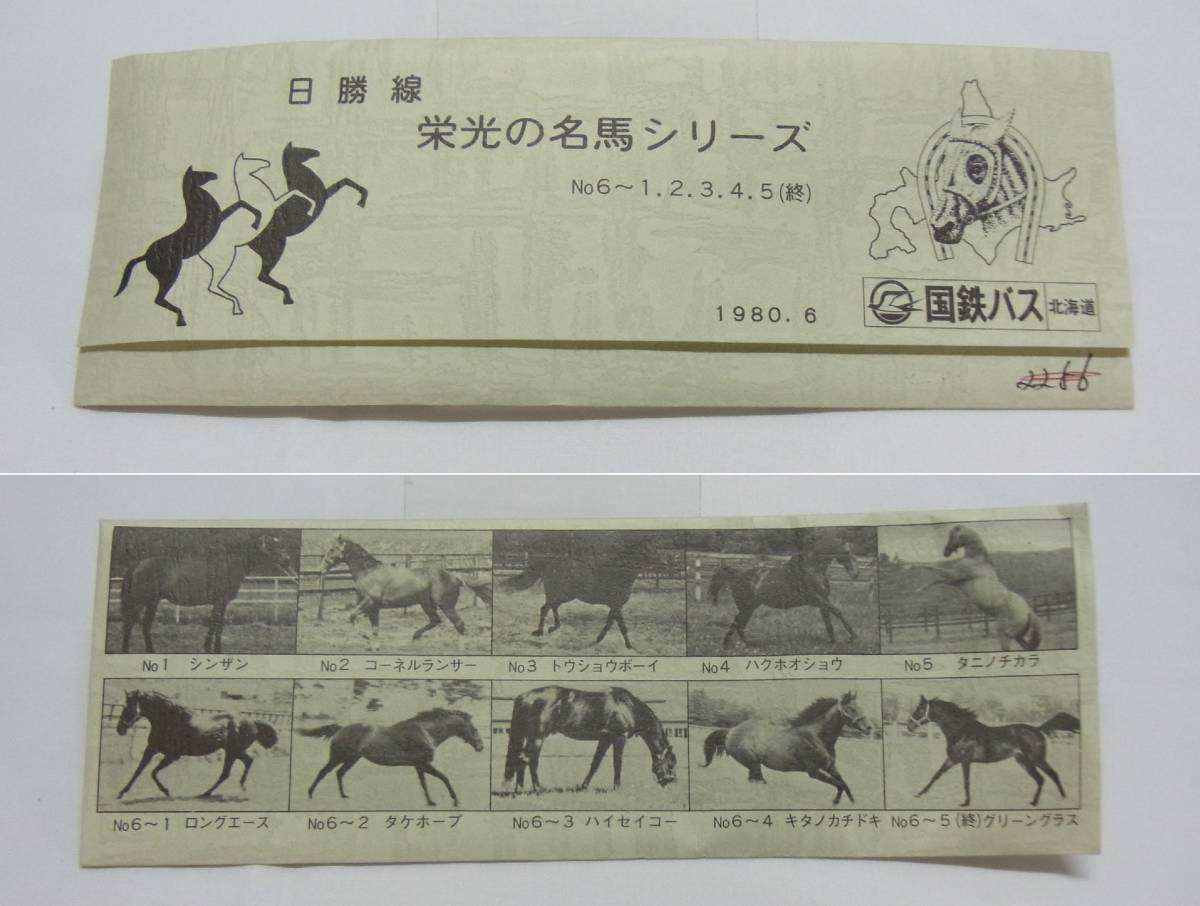 日勝線
栄光の名馬シリーズ
No6〜1.2.3.4.5(終)
1980.6
国鉄バス 北海道
2266
No1 シンザン
No2 コーネルランサー
No3 トウショウボーイ
No4 ハクホオショウ
No5 タニノチカラ
No6〜1 ロングエース
No6〜2 タケホープ
No6〜3 ハイセイコー
No6〜4 キタノカチドキ
No6〜5(終)グリーングラス